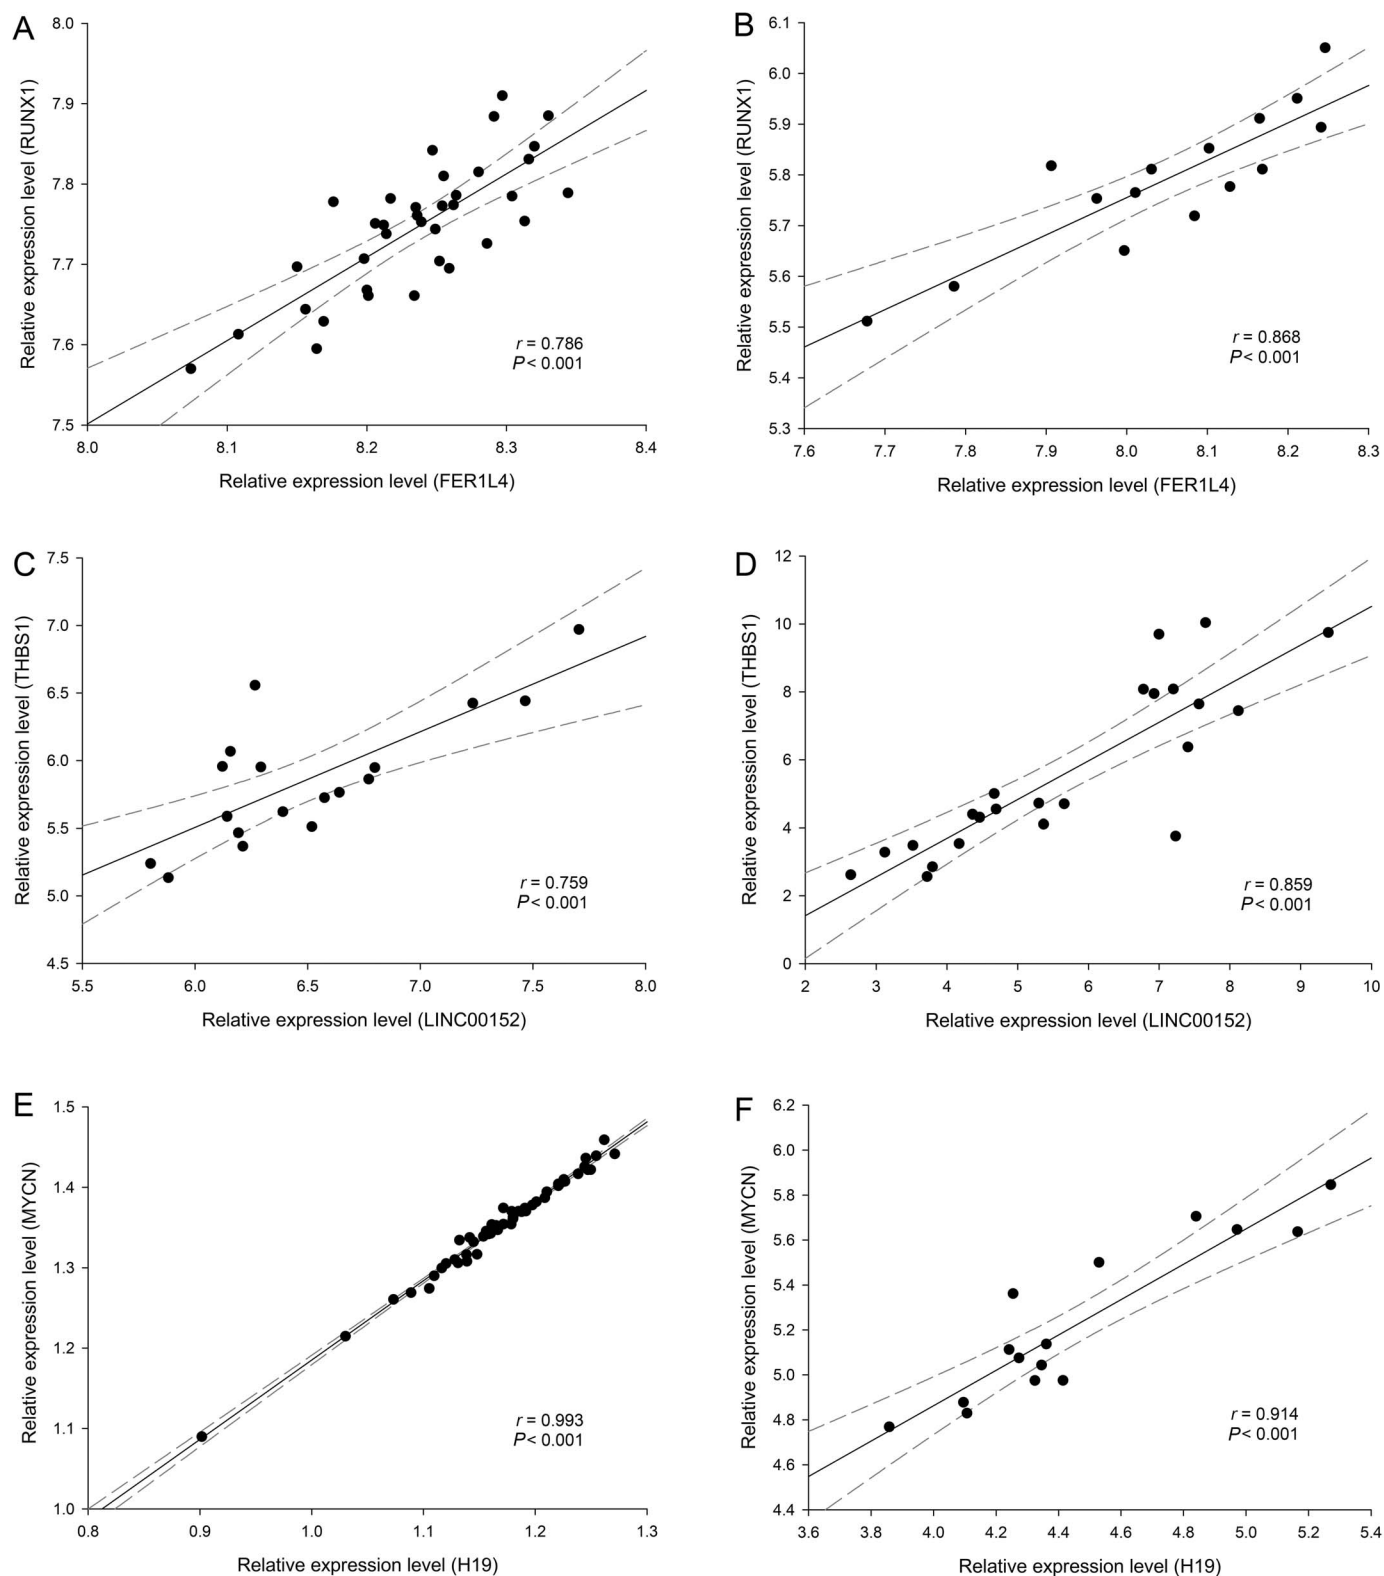 A
Relative expression level (RUNX1)
8.0
7.9
7.8
7.7
7.6
7.5
r = 0.786
P < 0.001
8.0 8.1 8.2 8.3 8.4
Relative expression level (FER1L4)
B
Relative expression level (RUNX1)
6.1
6.0
5.9
5.8
5.7
5.6
5.5
5.4
5.3
r = 0.868
P < 0.001
7.6 7.7 7.8 7.9 8.0 8.1 8.2 8.3
Relative expression level (FER1L4)
C
Relative expression level (THBS1)
7.5
7.0
6.5
6.0
5.5
5.0
4.5
r = 0.759
P < 0.001
5.5 6.0 6.5 7.0 7.5 8.0
Relative expression level (LINC00152)
D
Relative expression level (THBS1)
12
10
8
6
4
2
0
r = 0.859
P < 0.001
2 3 4 5 6 7 8 9 10
Relative expression level (LINC00152)
E
Relative expression level (MYCN)
1.5
1.4
1.3
1.2
1.1
1.0
r = 0.993
P < 0.001
0.8 0.9 1.0 1.1 1.2 1.3
Relative expression level (H19)
F
Relative expression level (MYCN)
6.2
6.0
5.8
5.6
5.4
5.2
5.0
4.8
4.6
4.4
r = 0.914
P < 0.001
3.6 3.8 4.0 4.2 4.4 4.6 4.8 5.0 5.2 5.4
Relative expression level (H19)